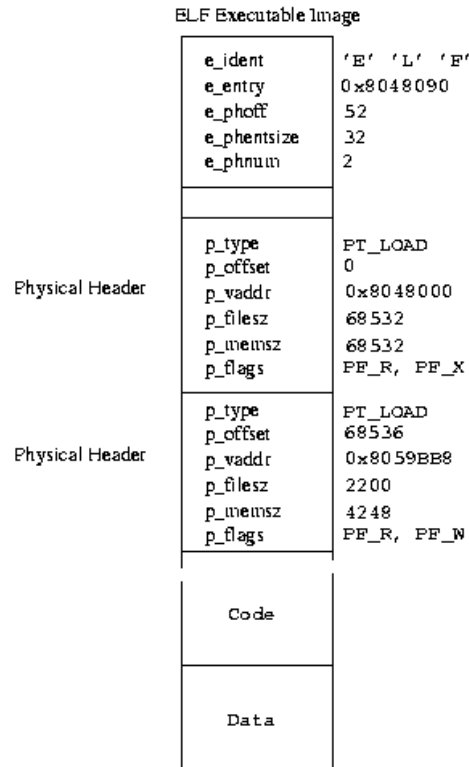 ELF Executable Image
e_ident 'E' 'L' 'F'
e_entry 0x8048090
e_phoff 52
e_phentsize 32
e_phnum 2
Physical Header
p_type PT_LOAD
p_offset 0
p_vaddr 0x8048000
p_filesz 68532
p_memsz 68532
p_flags PF_R, PF_X
Physical Header
p_type PT_LOAD
p_offset 68536
p_vaddr 0x8059BB8
p_filesz 2200
p_memsz 4248
p_flags PF_R, PF_W
Code
Data